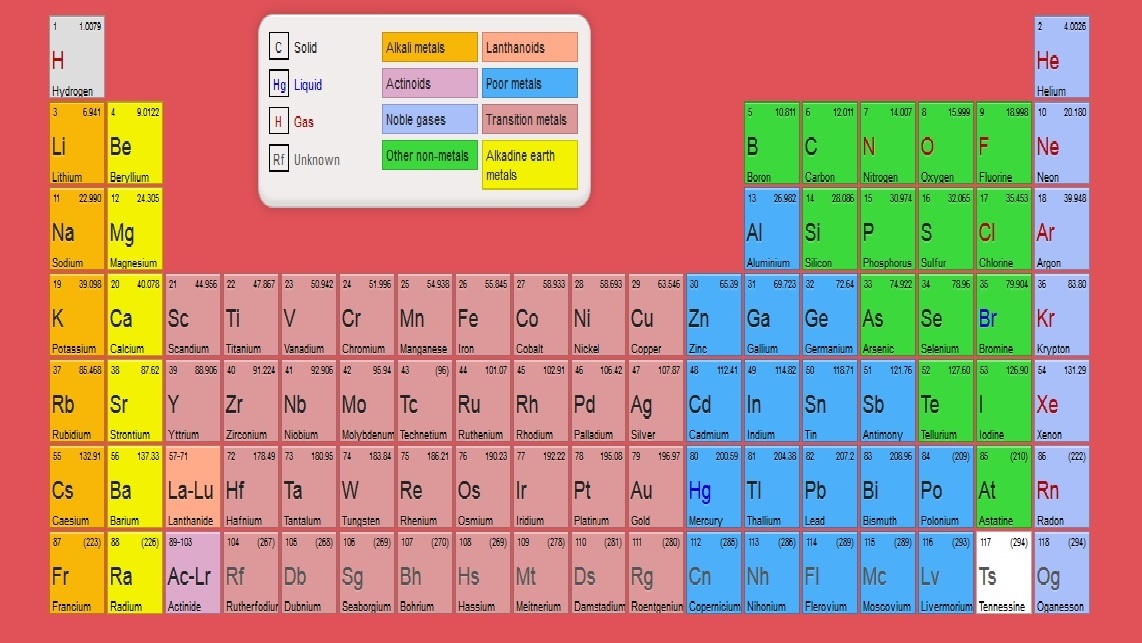 1 1.0079
H
Hydrogen
C Solid
Hg Liquid
H Gas
Rf Unknown
Alkali metals
Lanthanoids
Actinoids
Poor metals
Noble gases
Transition metals
Other non-metals
Alkadine earth
metals
2 4.0026
He
Helium
3 6.941 4 9.0122 5 10.811 6 12.011 7 14.007 8 15.999 9 18.998 10 20.180
Li Be B C N O F Ne
Lithium Beryllium Boron Carbon Nitrogen Oxygen Fluorine Neon
11 22.990 12 24.305 13 26.982 14 28.086 15 30.974 16 32.065 17 35.453 18 39.948
Na Mg Al Si P S Cl Ar
Sodium Magnesium Aluminium Silicon Phosphorus Sulfur Chlorine Argon
19 39.098 20 40.078 21 44.956 22 47.867 23 50.942 24 51.996 25 54.938 26 55.845 27 58.933 28 58.693 29 63.546 30 65.39 31 69.723 32 72.64 33 74.922 34 78.96 35 79.904 36 83.80
K Ca Sc Ti V Cr Mn Fe Co Ni Cu Zn Ga Ge As Se Br Kr
Potassium Calcium Scandium Titanium Vanadium Chromium Manganese Iron Cobalt Nickel Copper Zinc Gallium Germanium Arsenic Selenium Bromine Krypton
37 85.468 38 87.62 39 88.906 40 91.224 41 92.906 42 95.94 43 (96) 44 101.07 45 102.91 46 106.42 47 107.87 48 112.41 49 114.82 50 118.71 51 121.76 52 127.60 53 126.90 54 131.29
Rb Sr Y Zr Nb Mo Tc Ru Rh Pd Ag Cd In Sn Sb Te I Xe
Rubidium Strontium Yttrium Zirconium Niobium Molybdenum Technetium Ruthenium Rhodium Palladium Silver Cadmium Indium Tin Antimony Tellurium Iodine Xenon
55 132.91 56 137.33 57-71 72 178.49 73 180.95 74 183.84 75 186.21 76 190.23 77 192.22 78 195.08 79 196.97 80 200.59 81 204.38 82 207.2 83 208.96 84 (209) 85 (210) 86 (222)
Cs Ba La-Lu Hf Ta W Re Os Ir Pt Au Hg Tl Pb Bi Po At Rn
Caesium Barium Lanthanide Hafnium Tantalum Tungsten Rhenium Osmium Iridium Platinum Gold Mercury Thallium Lead Bismuth Polonium Astatine Radon
87 (223) 88 (226) 89-103 104 (267) 105 (268) 106 (269) 107 (270) 108 (269) 109 (278) 110 (281) 111 (280) 112 (285) 113 (286) 114 (289) 115 (289) 116 (293) 117 (294) 118 (294)
Fr Ra Ac-Lr Rf Db Sg Bh Hs Mt Ds Rg Cn Nh Fl Mc Lv Ts Og
Francium Radium Actinide Rutherfodiur Dubnium Seaborgium Bohrium Hassium Meitnerium Damstadium Roentgeniun Copernicium Nihonium Flerovium Moscovium Livermorium Tennessine Oganesson